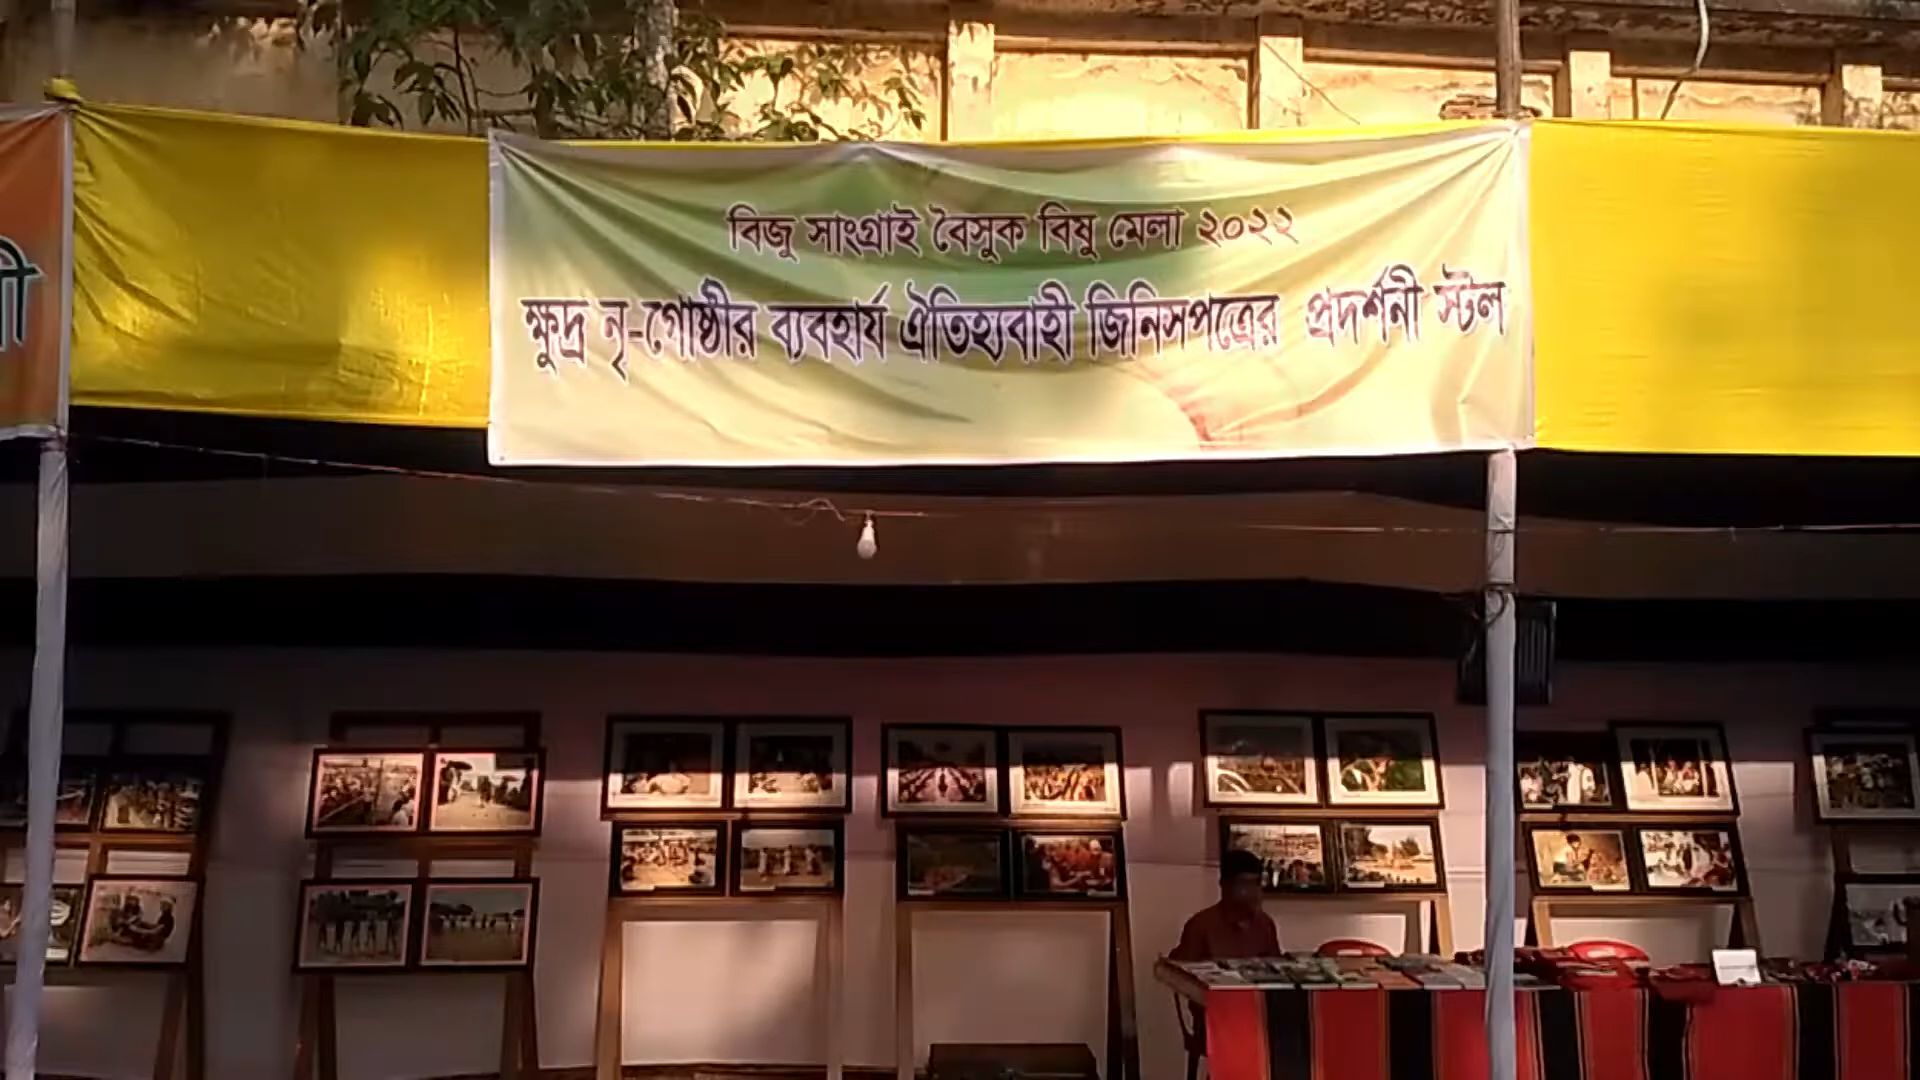 বিজু সাংগ্রাই বৈসুক বিষু মেলা ২০২২
ক্ষুদ্র নৃ-গোষ্ঠীর ব্যবহার্য ঐতিহ্যবাহী জিনিসপত্রের প্রদর্শনী স্টল